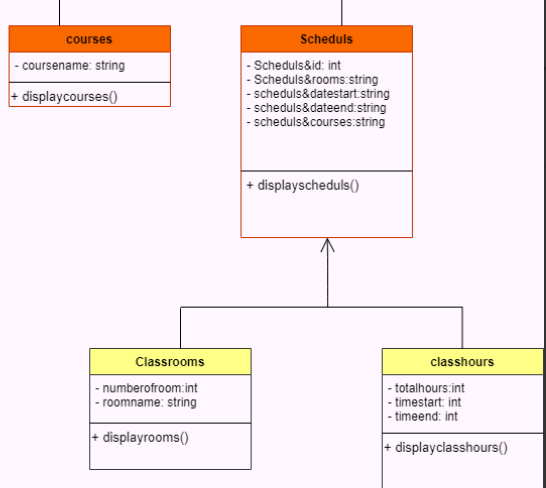 courses
- coursename: string
+ displaycourses()
Scheduls
- Scheduls&id: int
- Scheduls&rooms:string
- scheduls&datestart:string
- scheduls&dateend:string
- scheduls&courses:string
+ displayscheduls()
Classrooms
- numberofroom:int
- roomname: string
+ displayrooms()
classhours
- totalhours:int
- timestart: int
- timeend: int
+ displayclasshours()